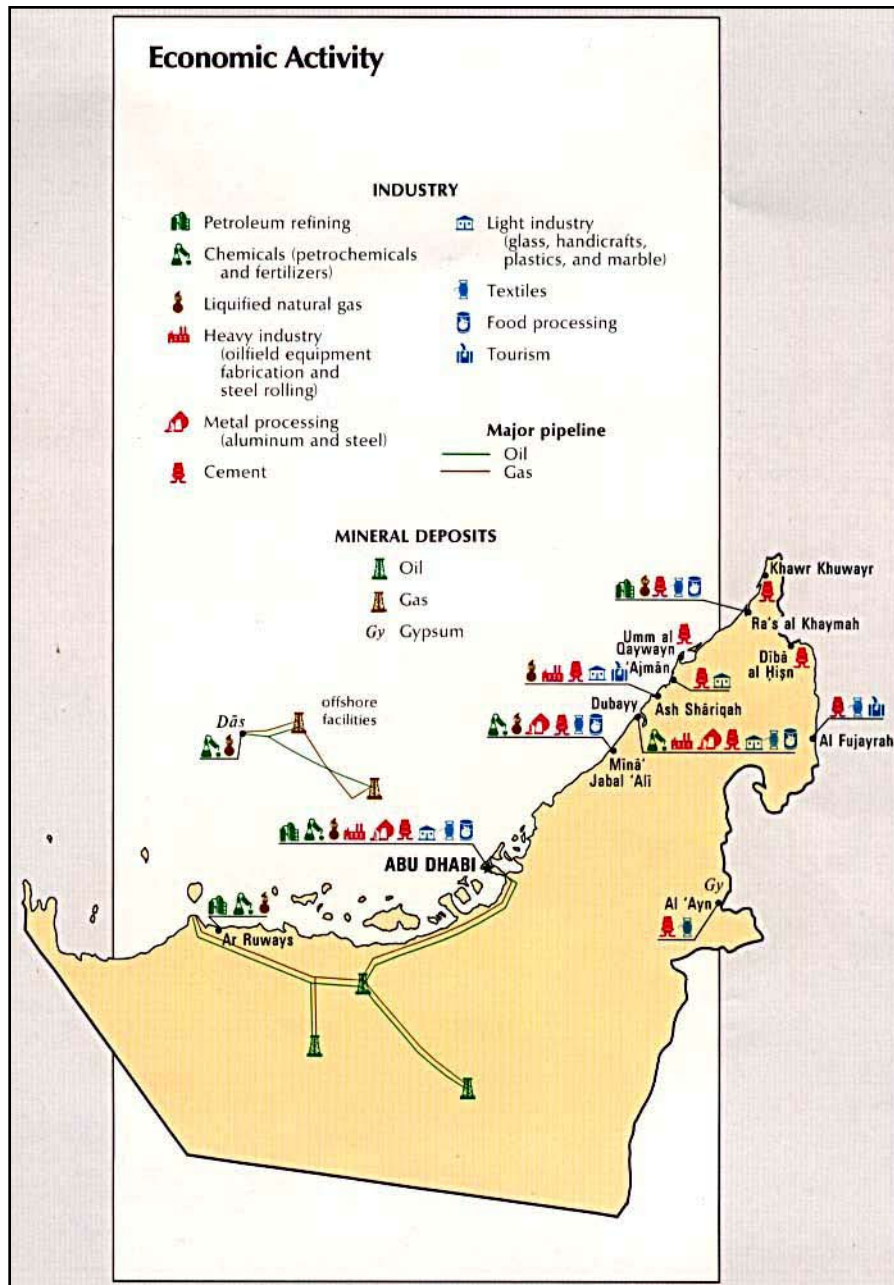 Economic Activity
INDUSTRY
Petroleum refining
Chemicals (petrochemicals
and fertilizers)
Liquified natural gas
Heavy industry
(oilfield equipment
fabrication and
steel rolling)
Metal processing
(aluminum and steel)
Cement
Light industry
(glass, handicrafts,
plastics, and marble)
Textiles
Food processing
Tourism
Major pipeline
Oil
Gas
MINERAL DEPOSITS
Oil
Gas
Gy Gypsum
Khawr Khuwayr
Ra's al Khaymah
Umm al
Qaywayn
'Ajmān
Dībā
al Ḥiṣn
Ash Shāriqah
Dubayy
Al Fujayrah
Mīnā'
Jabal 'Alī
offshore
facilities
Dās
ABU DHABI
Gy
Al 'Ayn
Ar Ruways